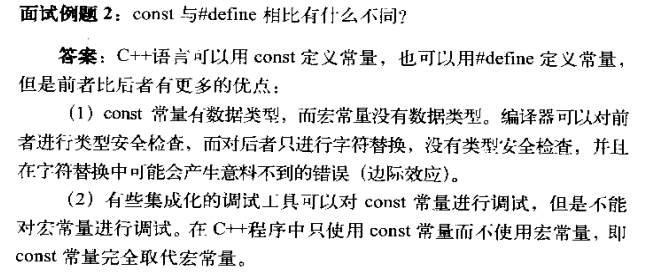 面试例题 2：const 与#define 相比有什么不同？
答案：C++语言可以用 const 定义常量，也可以用#define 定义常量，
但是前者比后者有更多的优点：
（1）const 常量有数据类型，而宏常量没有数据类型。编译器可以对前
者进行类型安全检查，而对后者只进行字符替换，没有类型安全检查，并且
在字符替换中可能会产生意料不到的错误（边际效应）。
（2）有些集成化的调试工具可以对 const 常量进行调试，但是不能
对宏常量进行调试。在 C++程序中只使用 const 常量而不使用宏常量，即
const 常量完全取代宏常量。